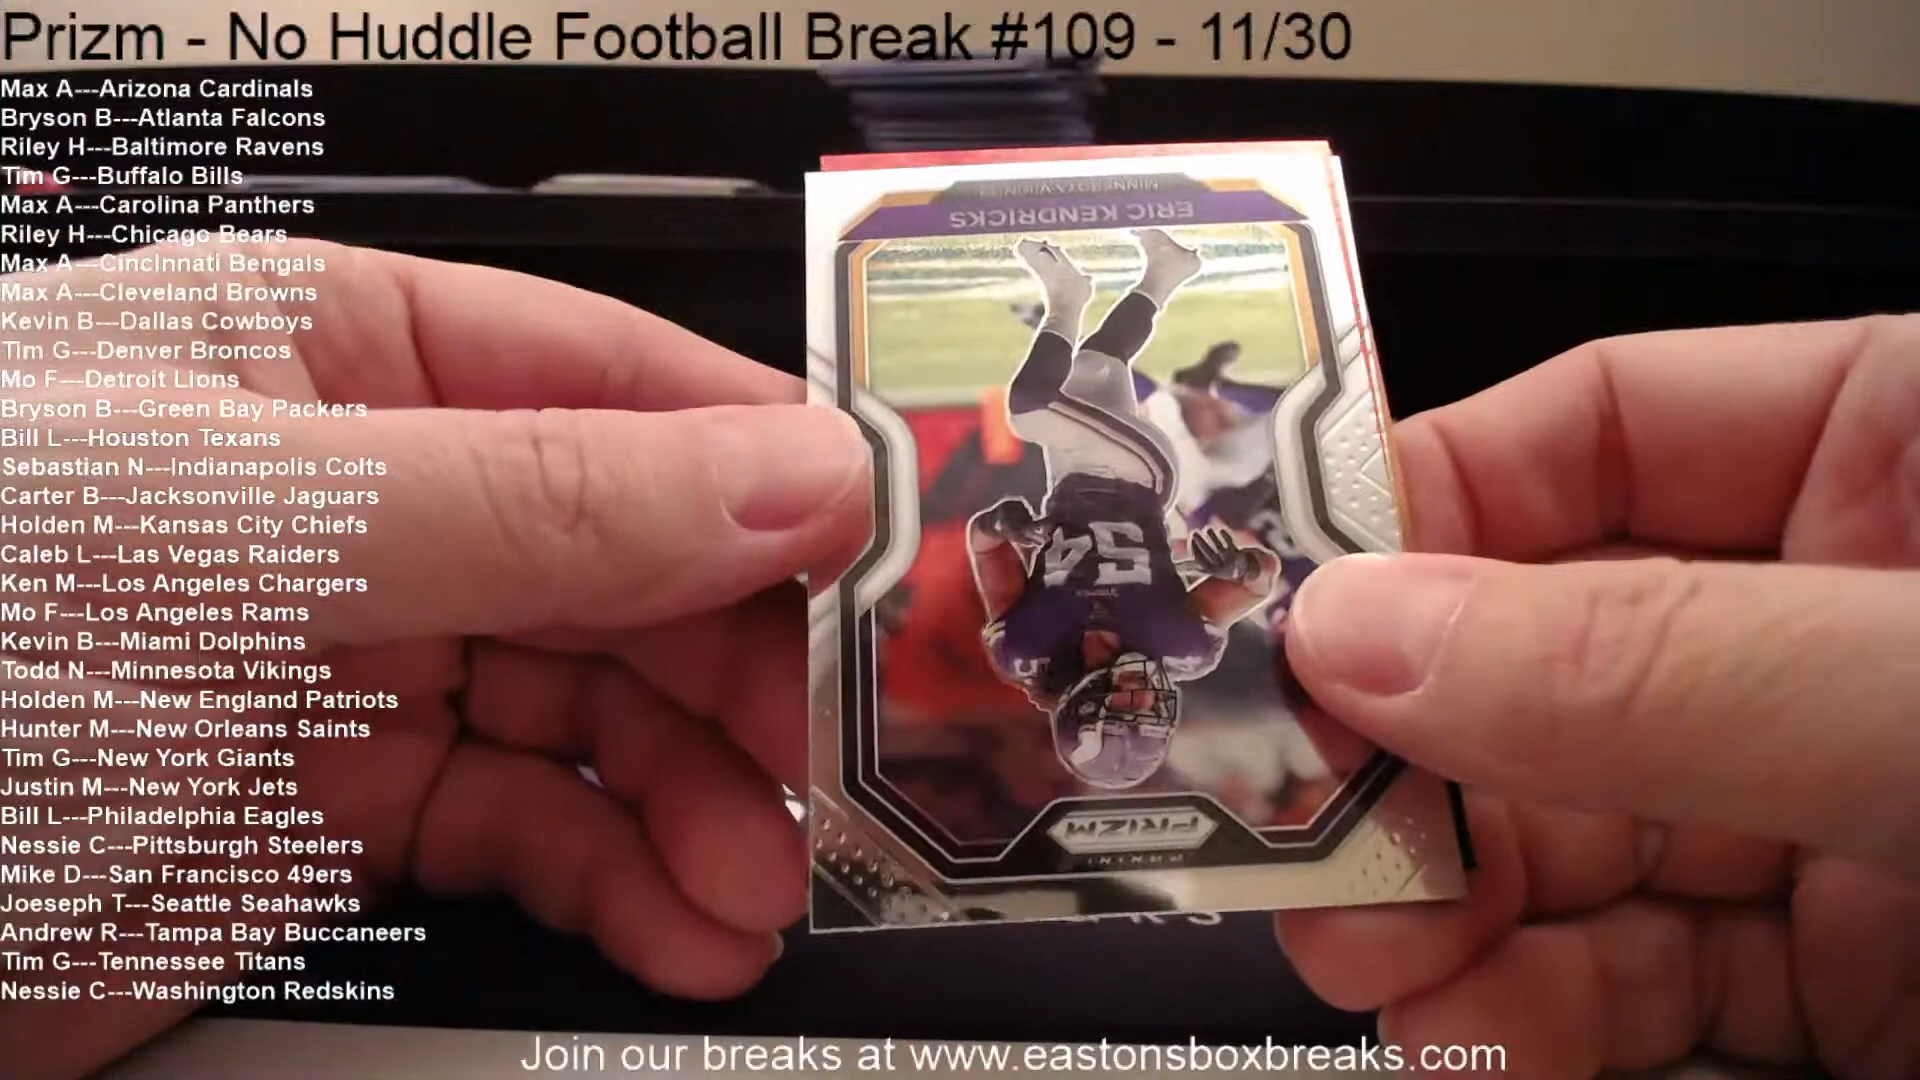 Prizm - No Huddle Football Break #109 - 11/30
Max A---Arizona Cardinals
Bryson B---Atlanta Falcons
Riley H---Baltimore Ravens
Tim G---Buffalo Bills
Max A---Carolina Panthers
Riley H---Chicago Bears
Max A---Cincinnati Bengals
Max A---Cleveland Browns
Kevin B---Dallas Cowboys
Tim G---Denver Broncos
Mo F---Detroit Lions
Bryson B---Green Bay Packers
Bill L---Houston Texans
Sebastian N---Indianapolis Colts
Carter B---Jacksonville Jaguars
Holden M---Kansas City Chiefs
Caleb L---Las Vegas Raiders
Ken M---Los Angeles Chargers
Mo F---Los Angeles Rams
Kevin B---Miami Dolphins
Todd N---Minnesota Vikings
Holden M---New England Patriots
Hunter M---New Orleans Saints
Tim G---New York Giants
Justin M---New York Jets
Bill L---Philadelphia Eagles
Nessie C---Pittsburgh Steelers
Mike D---San Francisco 49ers
Joeseph T---Seattle Seahawks
Andrew R---Tampa Bay Buccaneers
Tim G---Tennessee Titans
Nessie C---Washington Redskins
MINNESOTA VIKINGS
ERIC KENDRICKS
54
PRIZM
PANINI
Join our breaks at www.eastonsboxbreaks.com